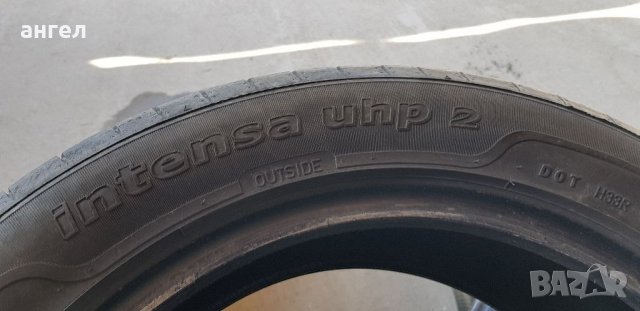 ангел
intensa uhp 2
OUTSIDE
DOT H33R
BAZAR